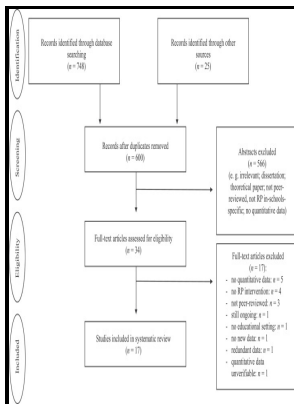 Identification
Records identified through database
searching
(n = 748)
Records identified through other
sources
(n = 25)
Screening
Records after duplicates removed
(n = 600)
Abstracts excluded
(n = 566)
(e. g. irrelevant; dissertation;
theoretical paper; not peer-
reviewed, not RP in-schools-
specific; no quantitative data)
Eligibility
Full-text articles assessed for eligibility
(n = 34)
Full-text articles excluded
(n = 17):
- no quantitative data: n = 5
- no RP intervention: n = 4
- not peer-reviewed: n = 3
- still ongoing: n = 1
- no educational setting: n = 1
- no new data: n = 1
- redundant data: n = 1
- quantitative data
unverifiable: n = 1
Included
Studies included in systematic review
(n = 17)